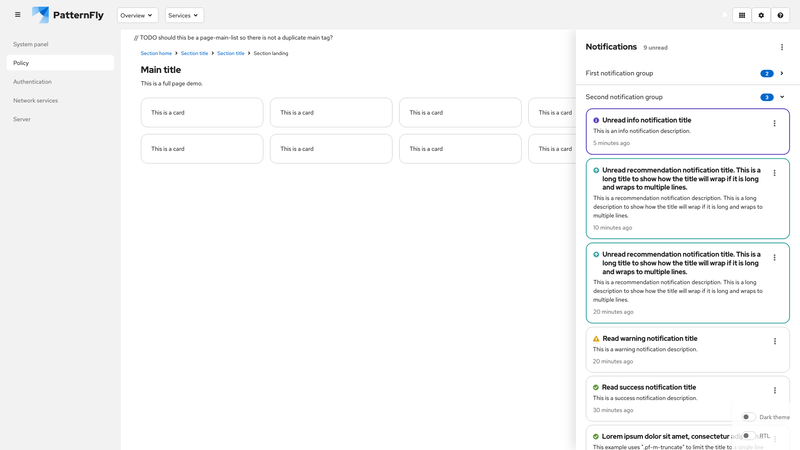 PatternFly
Overview
Services
System panel
Policy
Authentication
Network services
Server
// TODO should this be a page-main-list so there is not a duplicate main tag?
Section home > Section title > Section title > Section landing
Main title
This is a full page demo.
This is a card
This is a card
This is a card
This is a card
This is a card
This is a card
This is a card
This is a card
Notifications 9 unread
First notification group 2
Second notification group 3
Unread info notification title
This is an info notification description.
5 minutes ago
Unread recommendation notification title. This is a
long title to show how the title will wrap if it is long
and wraps to multiple lines.
This is a recommendation notification description. This is a long
description to show how the title will wrap if it is long and wraps to
multiple lines.
10 minutes ago
Unread recommendation notification title. This is a
long title to show how the title will wrap if it is long
and wraps to multiple lines.
This is a recommendation notification description. This is a long
description to show how the title will wrap if it is long and wraps to
multiple lines.
20 minutes ago
Read warning notification title
This is a warning notification description.
20 minutes ago
Read success notification title
This is a success notification description.
30 minutes ago
Dark theme
Lorem ipsum dolor sit amet, consectetur
RTL
This example uses ".pf-m-truncate" to limit the title to